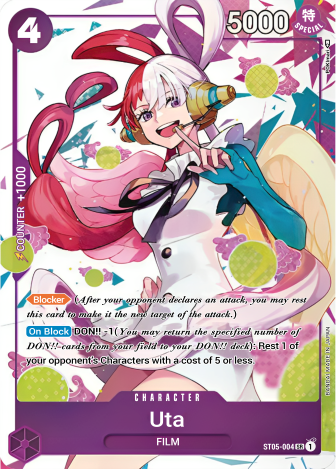 4
5000
特
SPECIAL
COUNTER +1000
Blocker (After your opponent declares an attack, you may rest
this card to make it the new target of the attack.)
On Block DON!! -1(You may return the specified number of
DON!! cards from your field to your DON!! deck): Rest 1 of
your opponent's Characters with a cost of 5 or less.
CHARACTER
Uta
FILM
ST05-004 SR 1